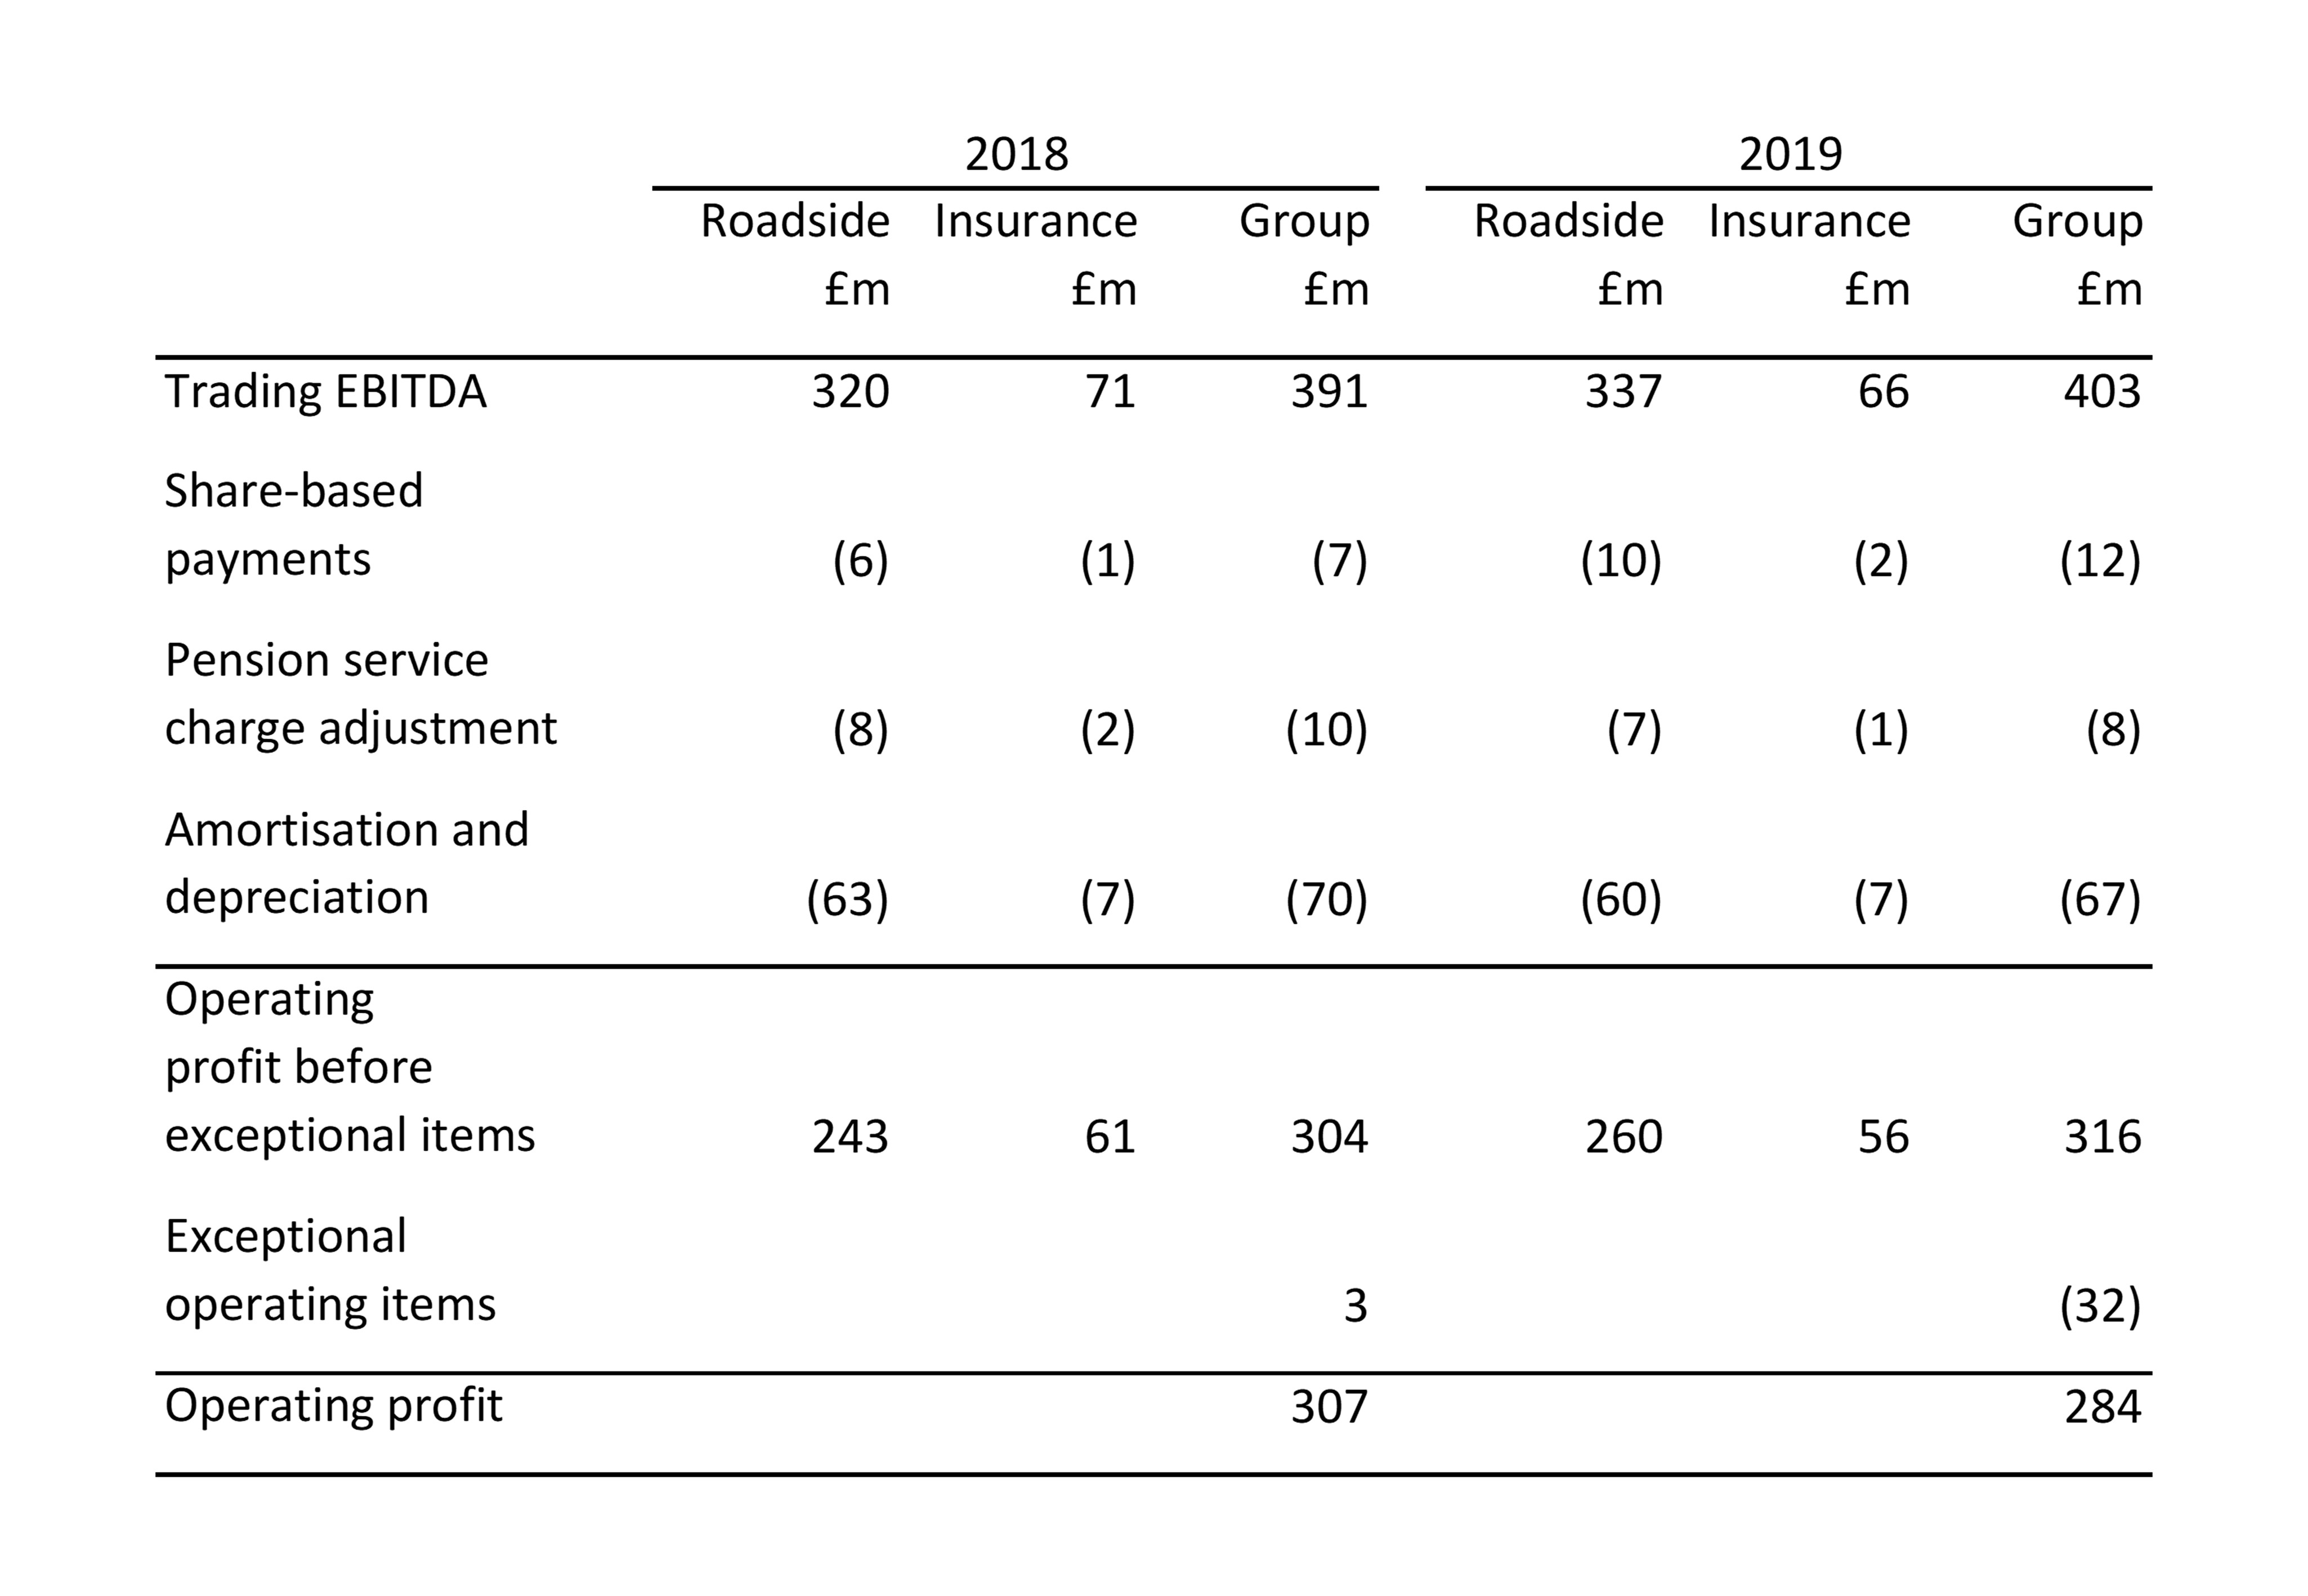 2018 2019
Roadside Insurance Group Roadside Insurance Group
£m £m £m £m £m £m
Trading EBITDA 320 71 391 337 66 403
Share-based
payments (6) (1) (7) (10) (2) (12)
Pension service
charge adjustment (8) (2) (10) (7) (1) (8)
Amortisation and
depreciation (63) (7) (70) (60) (7) (67)
Operating
profit before
exceptional items 243 61 304 260 56 316
Exceptional
operating items 3 (32)
Operating profit 307 284